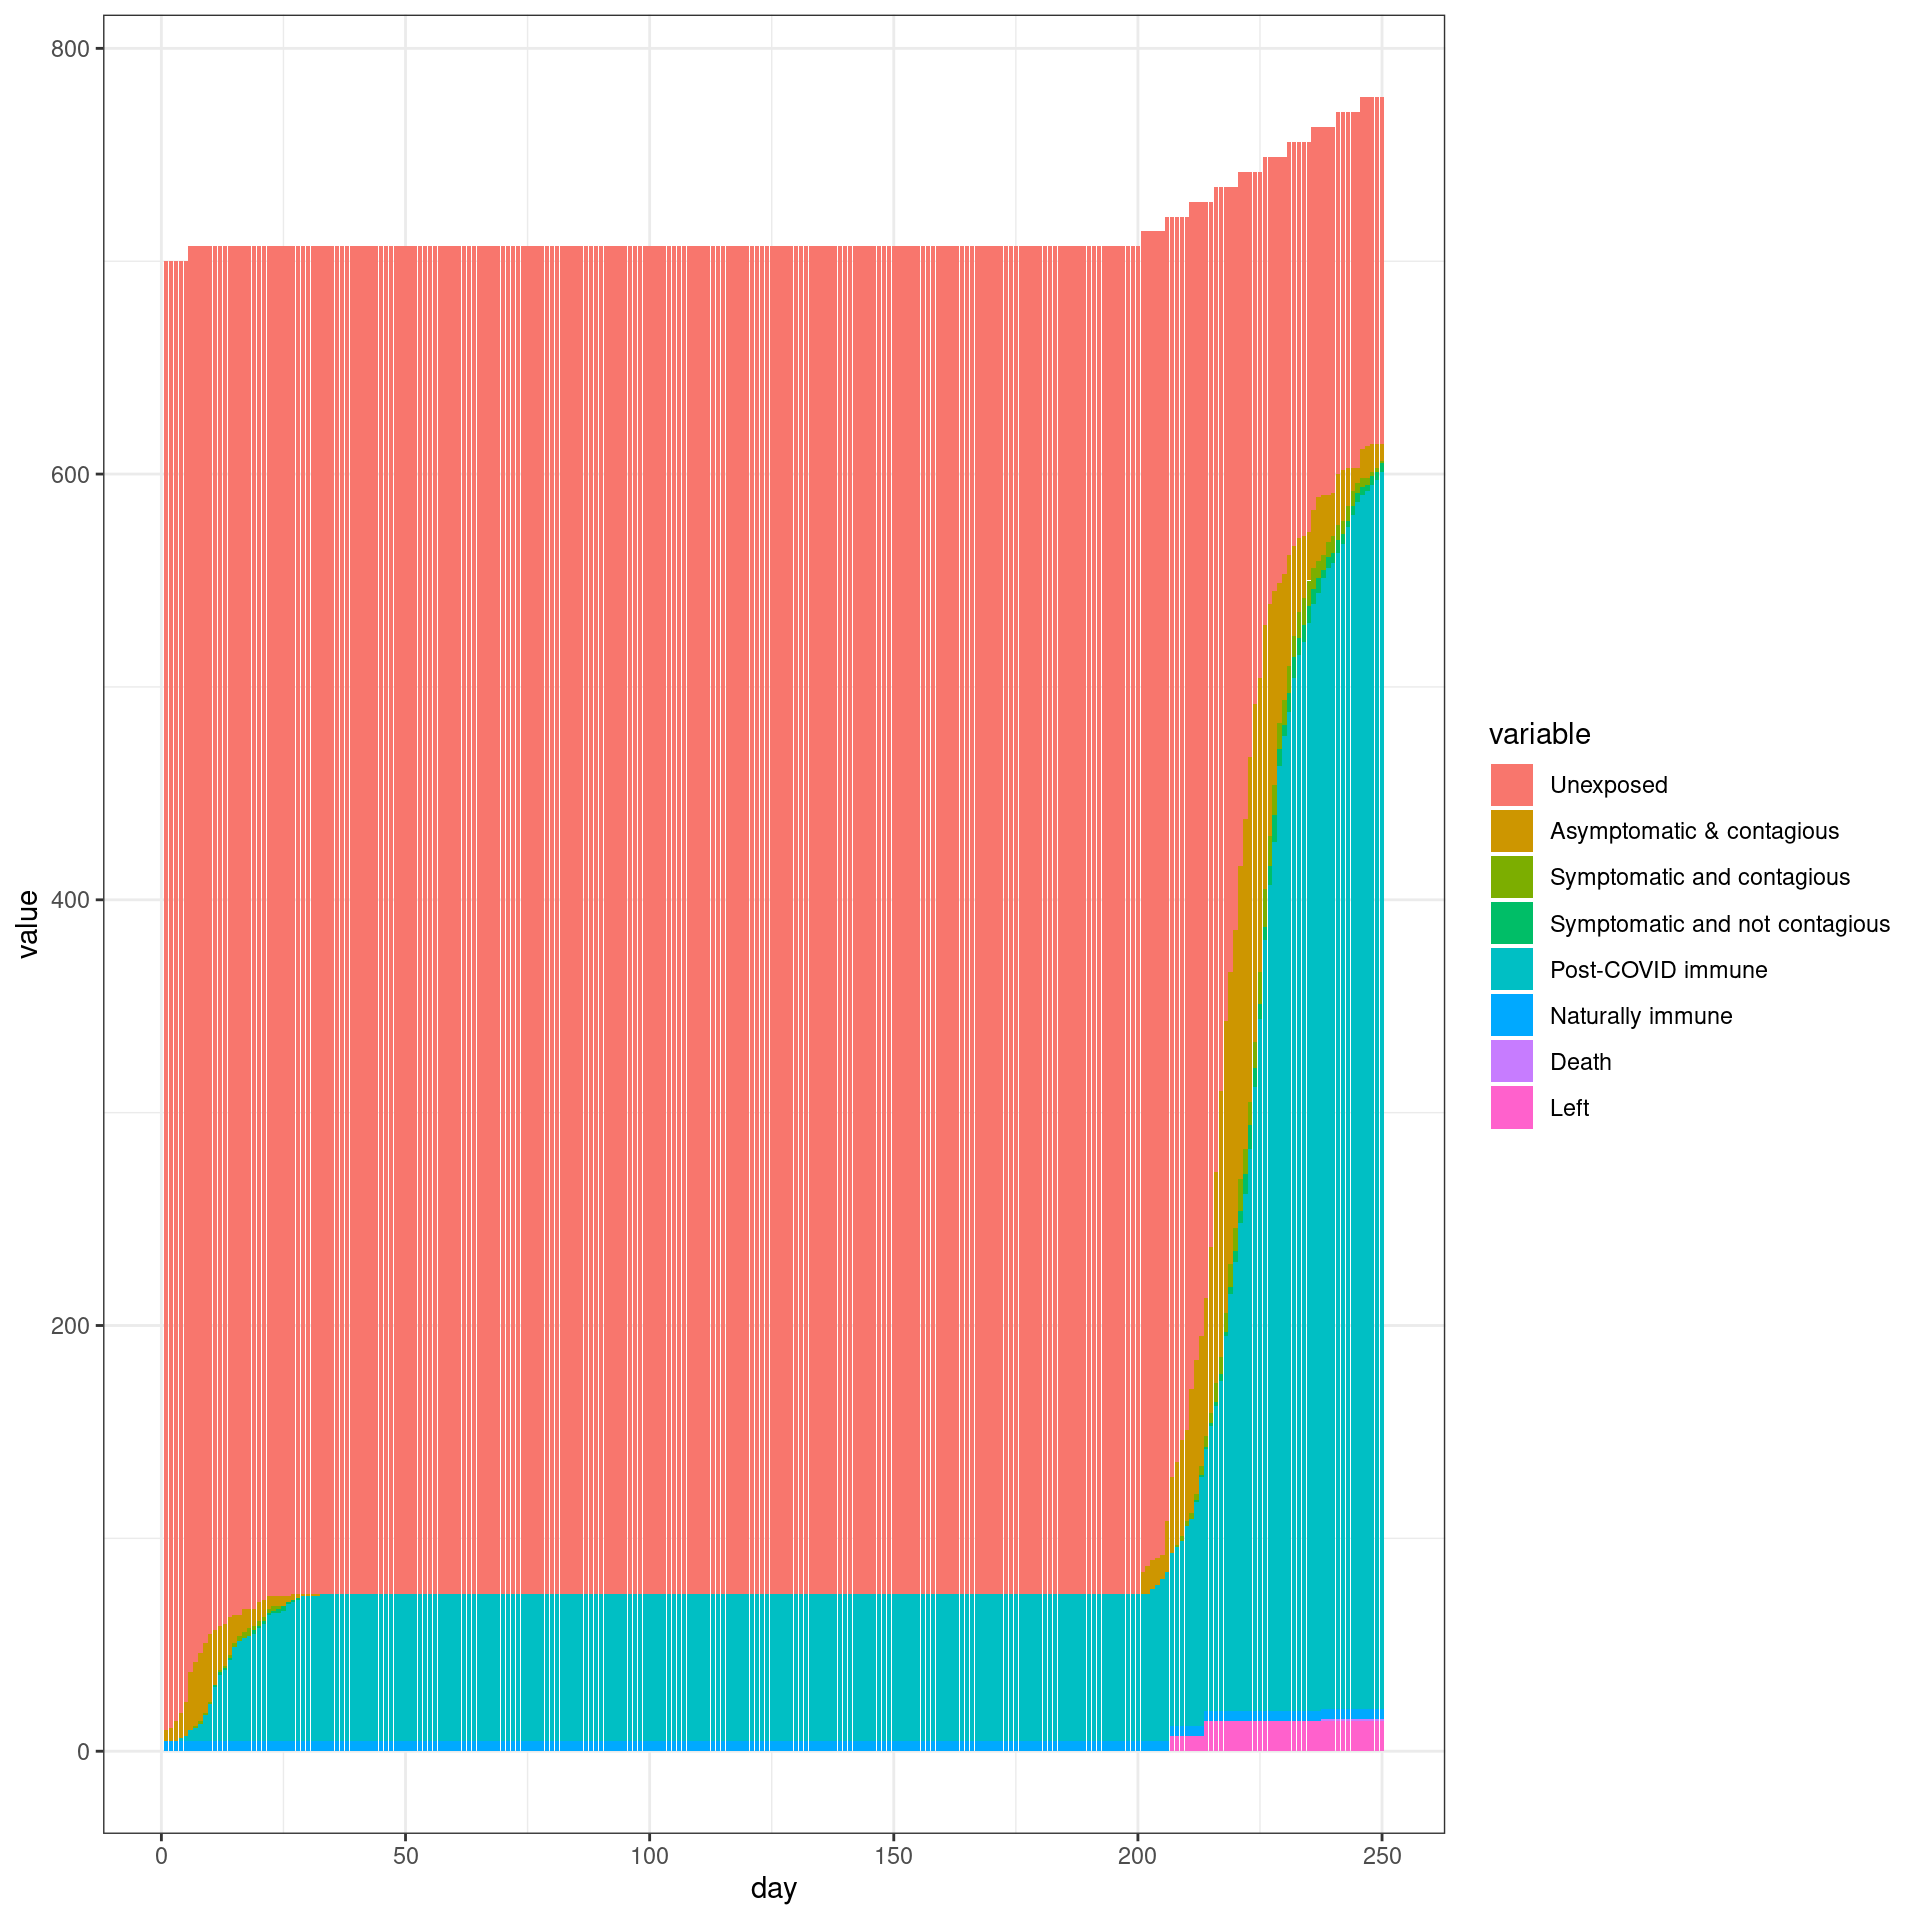 800
600
400
200
0
value
0 50 100 150 200 250
day
variable
Unexposed
Asymptomatic & contagious
Symptomatic and contagious
Symptomatic and not contagious
Post-COVID immune
Naturally immune
Death
Left